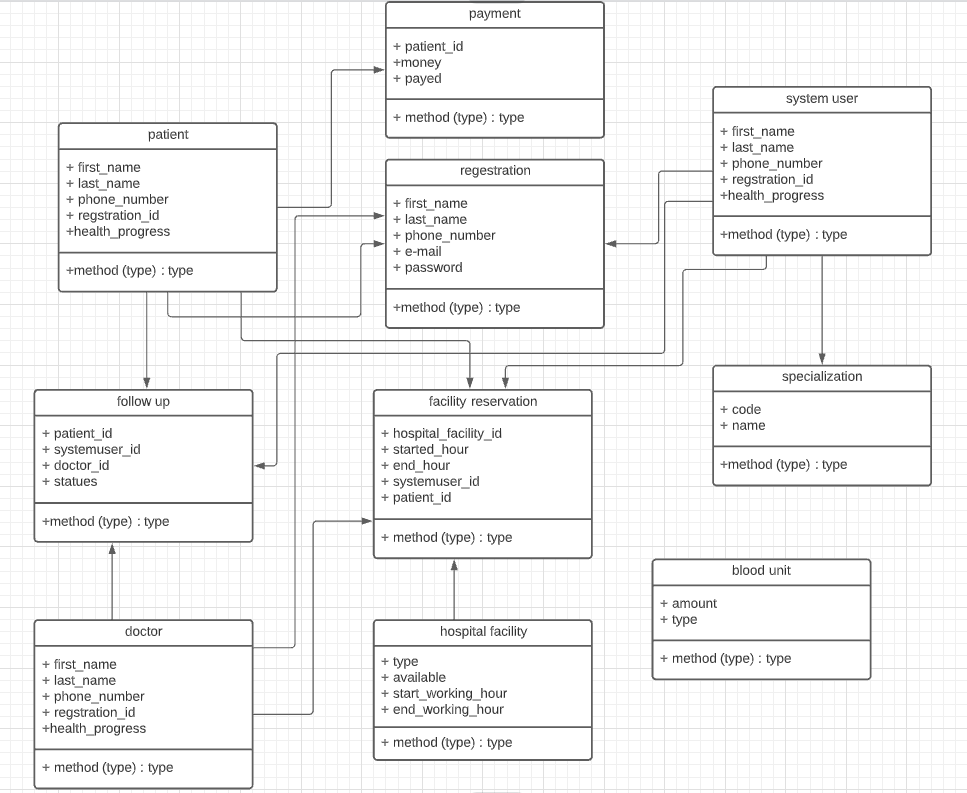 payment
+ patient_id
+money
+ payed
+ method (type) : type
system user
+ first_name
+ last_name
+ phone_number
+ regstration_id
+health_progress
+method (type) : type
patient
+ first_name
+ last_name
+ phone_number
+ regstration_id
+health_progress
+method (type) : type
regestration
+ first_name
+ last_name
+ phone_number
+ e-mail
+ password
+method (type) : type
specialization
+ code
+ name
+method (type) : type
follow up
+ patient_id
+ systemuser_id
+ doctor_id
+ statues
+method (type) : type
facility reservation
+ hospital_facility_id
+ started_hour
+ end_hour
+ systemuser_id
+ patient_id
+ method (type) : type
blood unit
+ amount
+ type
+ method (type) : type
doctor
+ first_name
+ last_name
+ phone_number
+ regstration_id
+health_progress
+ method (type) : type
hospital facility
+ type
+ available
+ start_working_hour
+ end_working_hour
+ method (type) : type